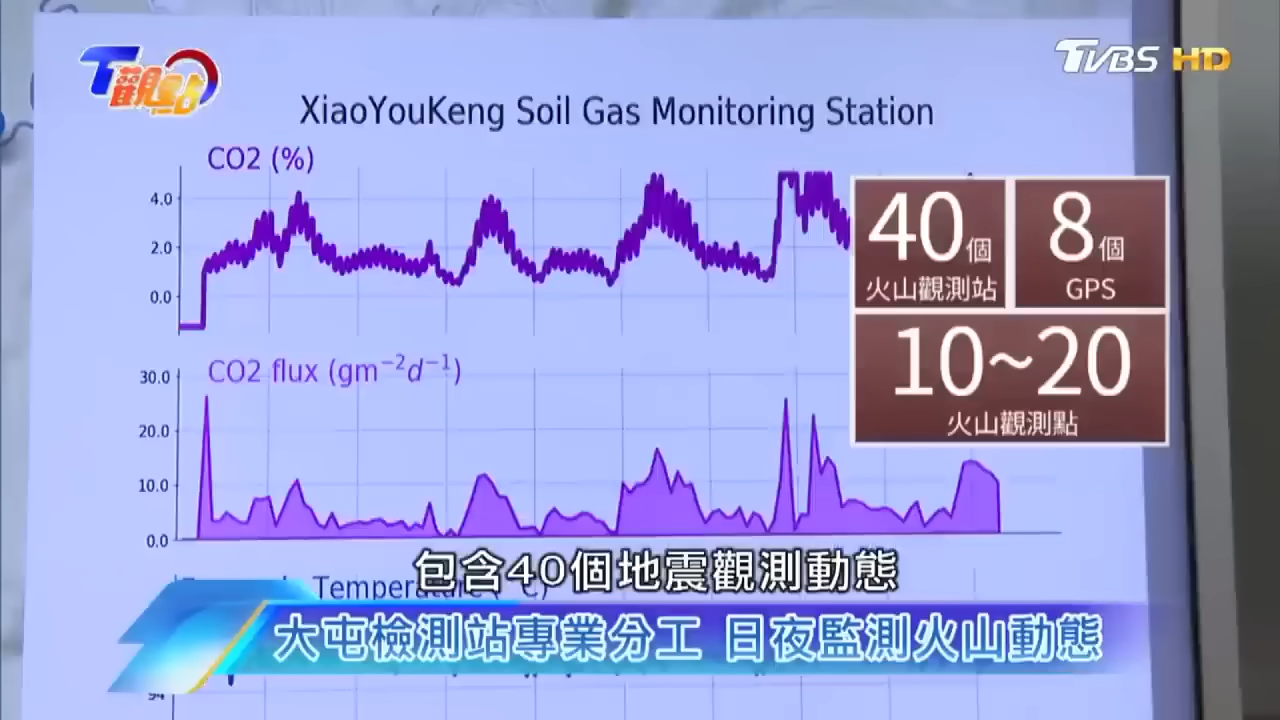 T觀點
TVBS HD
XiaoYouKeng Soil Gas Monitoring Station
CO2 (%)
4.0
2.0
0.0
40個
火山觀測站
8個
GPS
10~20
火山觀測點
CO2 flux (gm⁻²d⁻¹)
30.0
20.0
10.0
0.0
包含40個地震觀測動態
Temperature
大屯檢測站專業分工 日夜監測火山動態